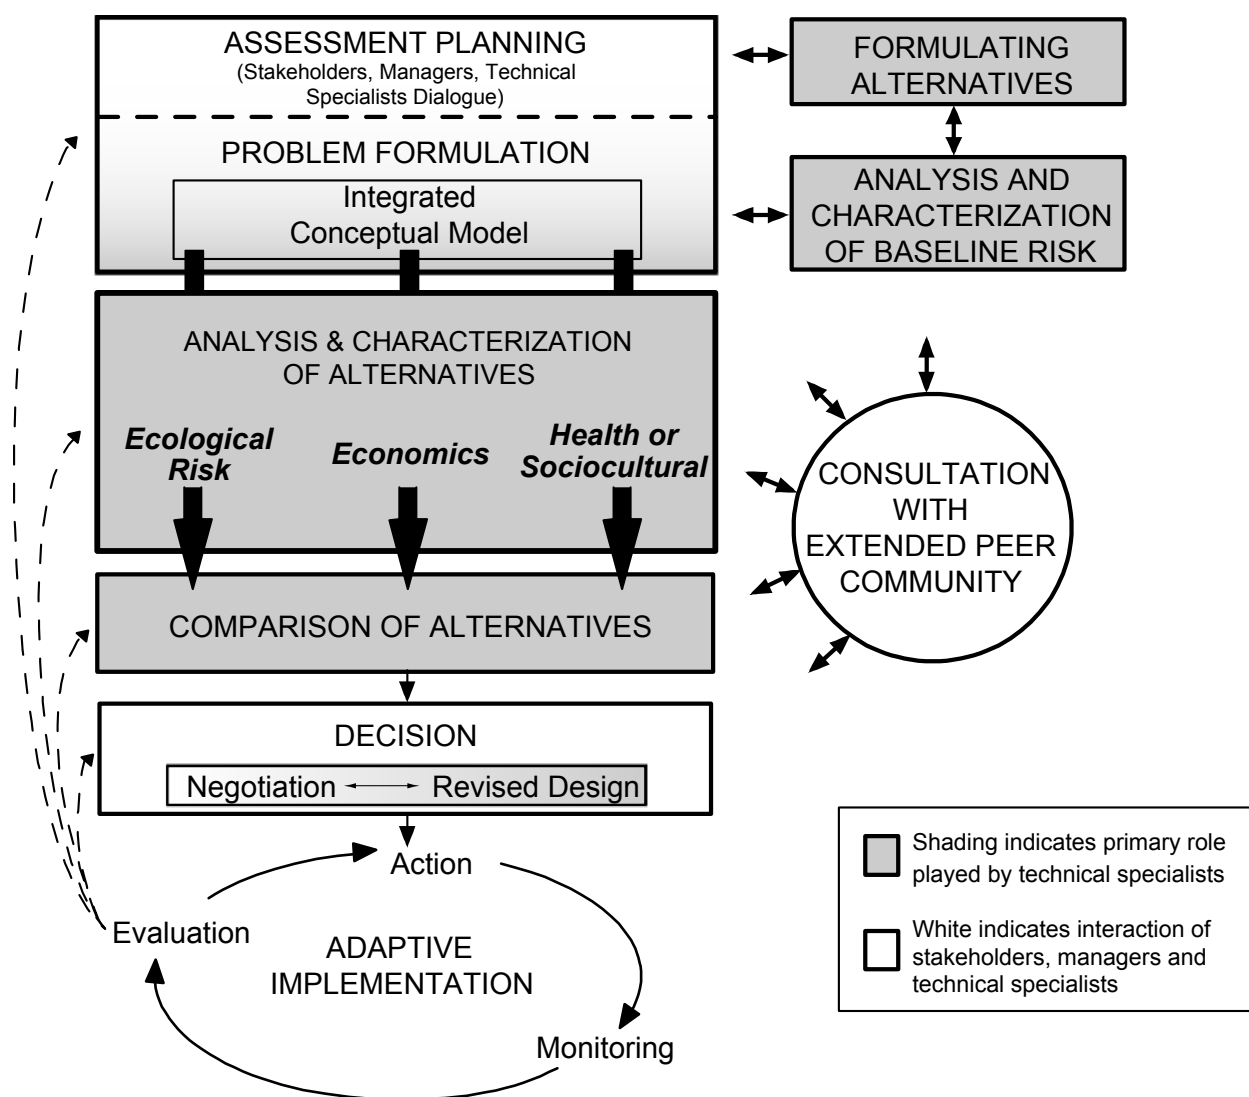 ASSESSMENT PLANNING
(Stakeholders, Managers, Technical
Specialists Dialogue)
PROBLEM FORMULATION
Integrated
Conceptual Model
FORMULATING
ALTERNATIVES
ANALYSIS AND
CHARACTERIZATION
OF BASELINE RISK
ANALYSIS & CHARACTERIZATION
OF ALTERNATIVES
Ecological
Risk
Economics
Health or
Sociocultural
CONSULTATION
WITH
EXTENDED PEER
COMMUNITY
COMPARISON OF ALTERNATIVES
DECISION
Negotiation
Revised Design
Action
Evaluation
ADAPTIVE
IMPLEMENTATION
Monitoring
Shading indicates primary role
played by technical specialists
White indicates interaction of
stakeholders, managers and
technical specialists